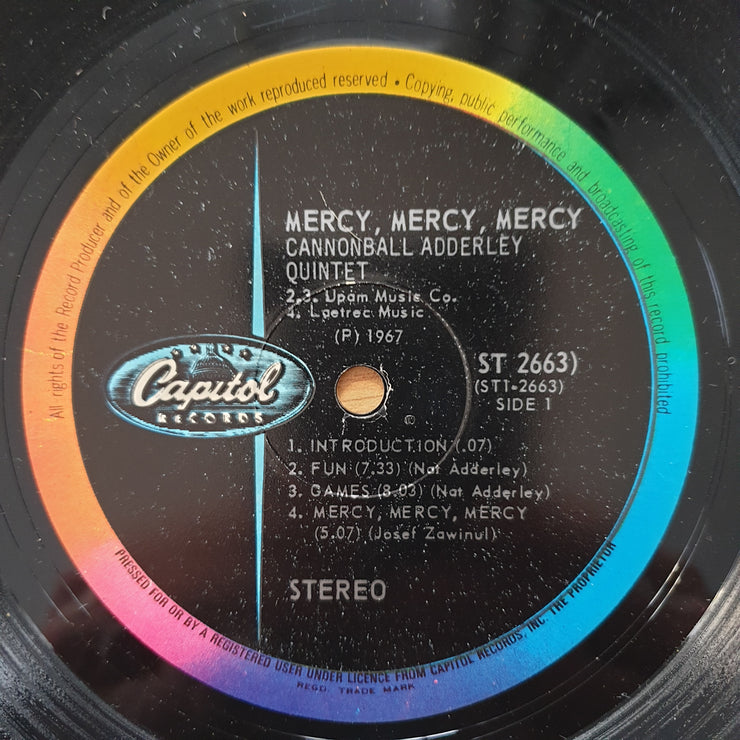 All rights of the Record Producer and of the Owner of the work reproduced reserved • Copying, public performance and broadcasting of this record prohibited
MERCY, MERCY, MERCY
CANNONBALL ADDERLEY
QUINTET
2.3. Upam Music Co.
4. Laetrec Music
(P) 1967
Capitol
RECORDS
ST 2663)
(ST1-2663)
SIDE 1
1. INTRODUCTION (.07)
2. FUN (7.33) (Nat Adderley)
3. GAMES (8.03) (Nat Adderley)
4. MERCY, MERCY, MERCY
(5.07) (Josef Zawinul)
STEREO
PRESSED FOR OR BY A REGISTERED USER UNDER LICENCE FROM CAPITOL RECORDS, INC. THE PROPRIETOR
REGD. TRADE MARK